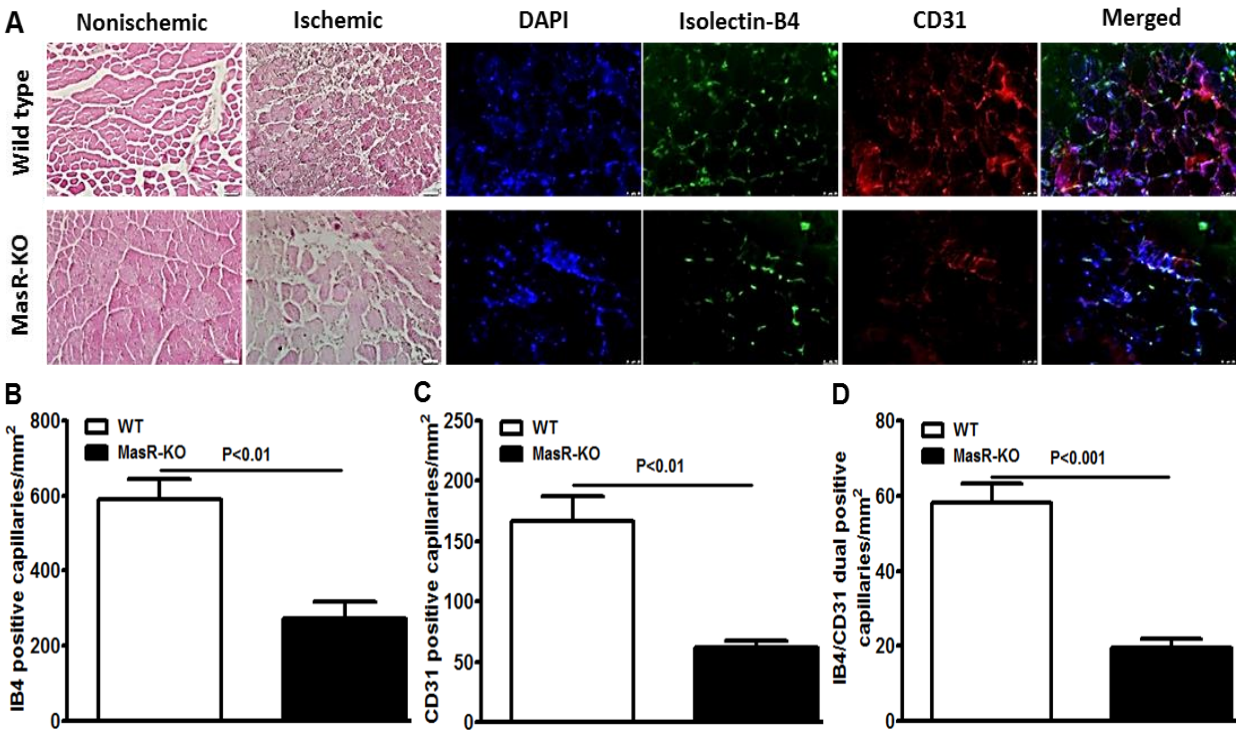 A
Nonischemic Ischemic DAPI Isolectin-B4 CD31 Merged
Wild type
MasR-KO
B
IB4 positive capillaries/mm²
800
600
400
200
0
WT
MasR-KO
P<0.01
C
CD31 positive capillaries/mm²
250
200
150
100
50
0
WT
MasR-KO
P<0.01
D
IB4/CD31 dual positive
capillaries/mm²
80
60
40
20
0
WT
MasR-KO
P<0.001